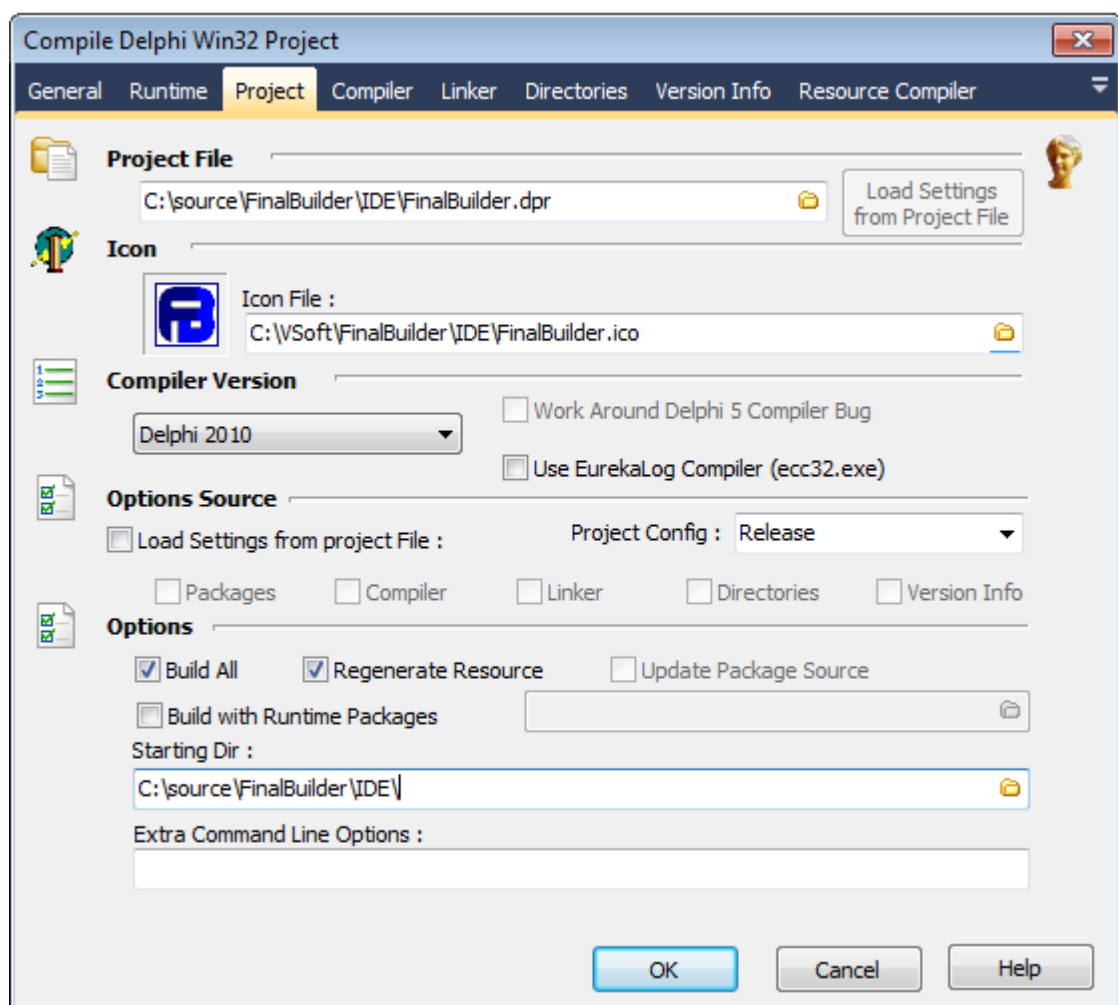 Compile Delphi Win32 Project
General Runtime Project Compiler Linker Directories Version Info Resource Compiler
Project File
C:\source\FinalBuilder\IDE\FinalBuilder.dpr
Load Settings
from Project File
Icon
Icon File :
C:\VSoft\FinalBuilder\IDE\FinalBuilder.ico
Compiler Version
Delphi 2010
Work Around Delphi 5 Compiler Bug
Use EurekaLog Compiler (ecc32.exe)
Options Source
Load Settings from project File :
Project Config : Release
Packages Compiler Linker Directories Version Info
Options
Build All Regenerate Resource Update Package Source
Build with Runtime Packages
Starting Dir :
C:\source\FinalBuilder\IDE\
Extra Command Line Options :
OK Cancel Help